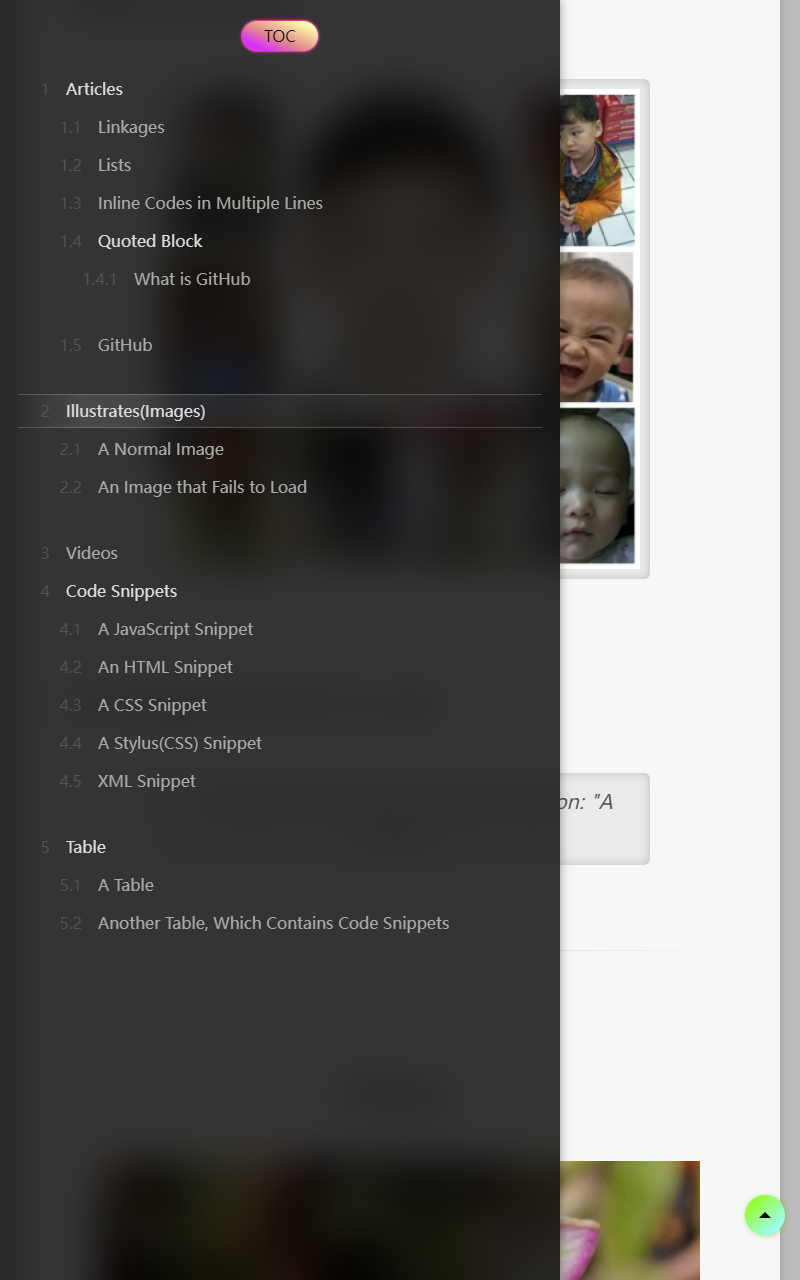 TOC
1 Articles
1.1 Linkages
1.2 Lists
1.3 Inline Codes in Multiple Lines
1.4 Quoted Block
1.4.1 What is GitHub
1.5 GitHub
2 Illustrates(Images)
2.1 A Normal Image
2.2 An Image that Fails to Load
3 Videos
4 Code Snippets
4.1 A JavaScript Snippet
4.2 An HTML Snippet
4.3 A CSS Snippet
4.4 A Stylus(CSS) Snippet
4.5 XML Snippet
on: "A
5 Table
5.1 A Table
5.2 Another Table, Which Contains Code Snippets